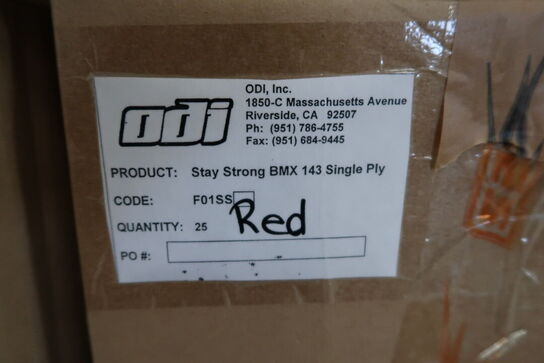 odi
ODI, Inc.
1850-C Massachusetts Avenue
Riverside, CA 92507
Ph: (951) 786-4755
Fax: (951) 684-9445
PRODUCT: Stay Strong BMX 143 Single Ply
CODE: F01SS
QUANTITY: 25 Red
PO #: